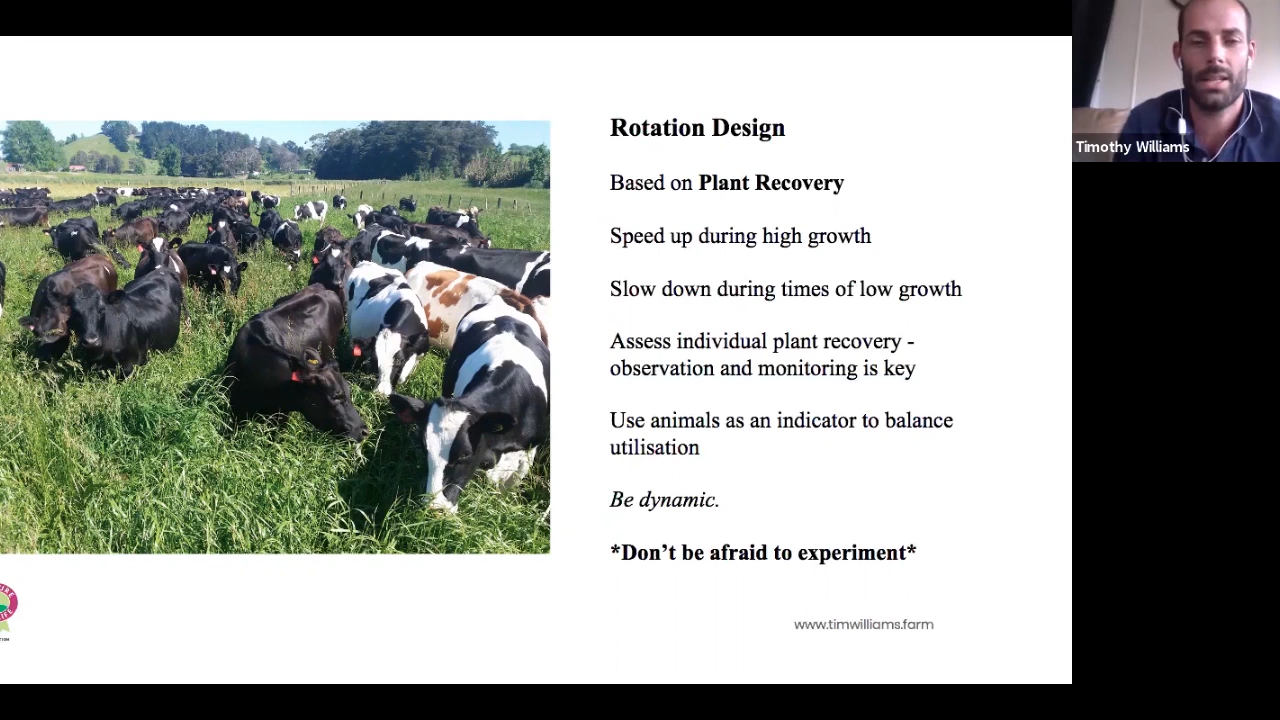 Timothy Williams
Rotation Design
Based on Plant Recovery
Speed up during high growth
Slow down during times of low growth
Assess individual plant recovery -
observation and monitoring is key
Use animals as an indicator to balance
utilisation
Be dynamic.
*Don’t be afraid to experiment*
www.timwilliams.farm